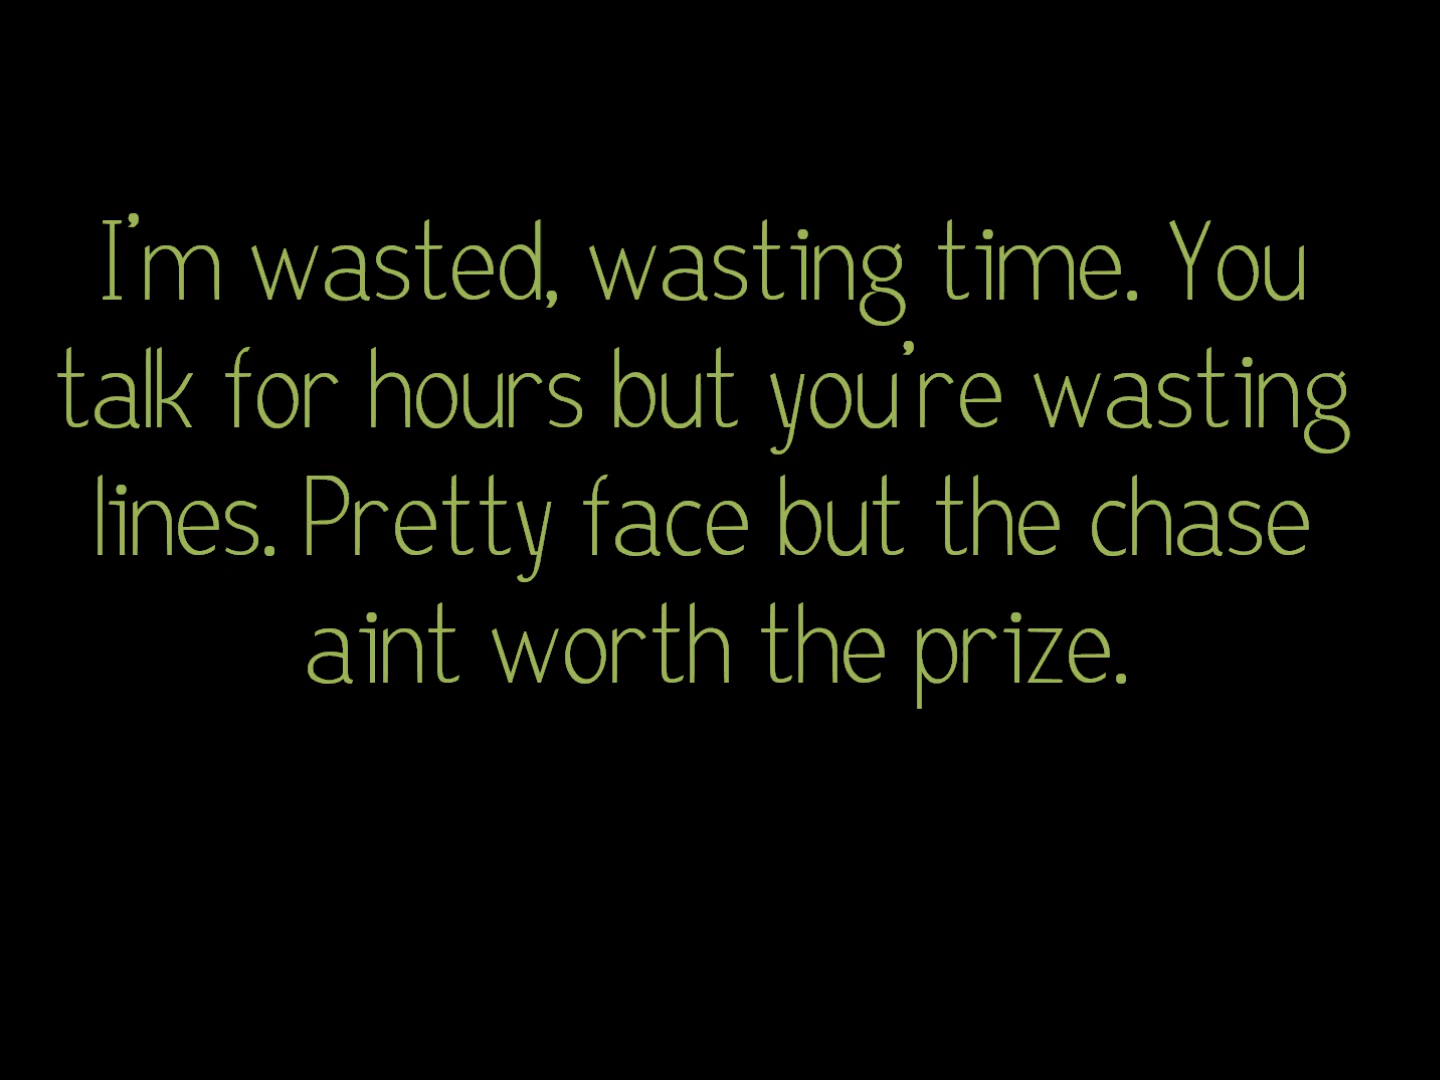 I'm wasted, wasting time. You
talk for hours but you're wasting
lines. Pretty face but the chase
aint worth the prize.